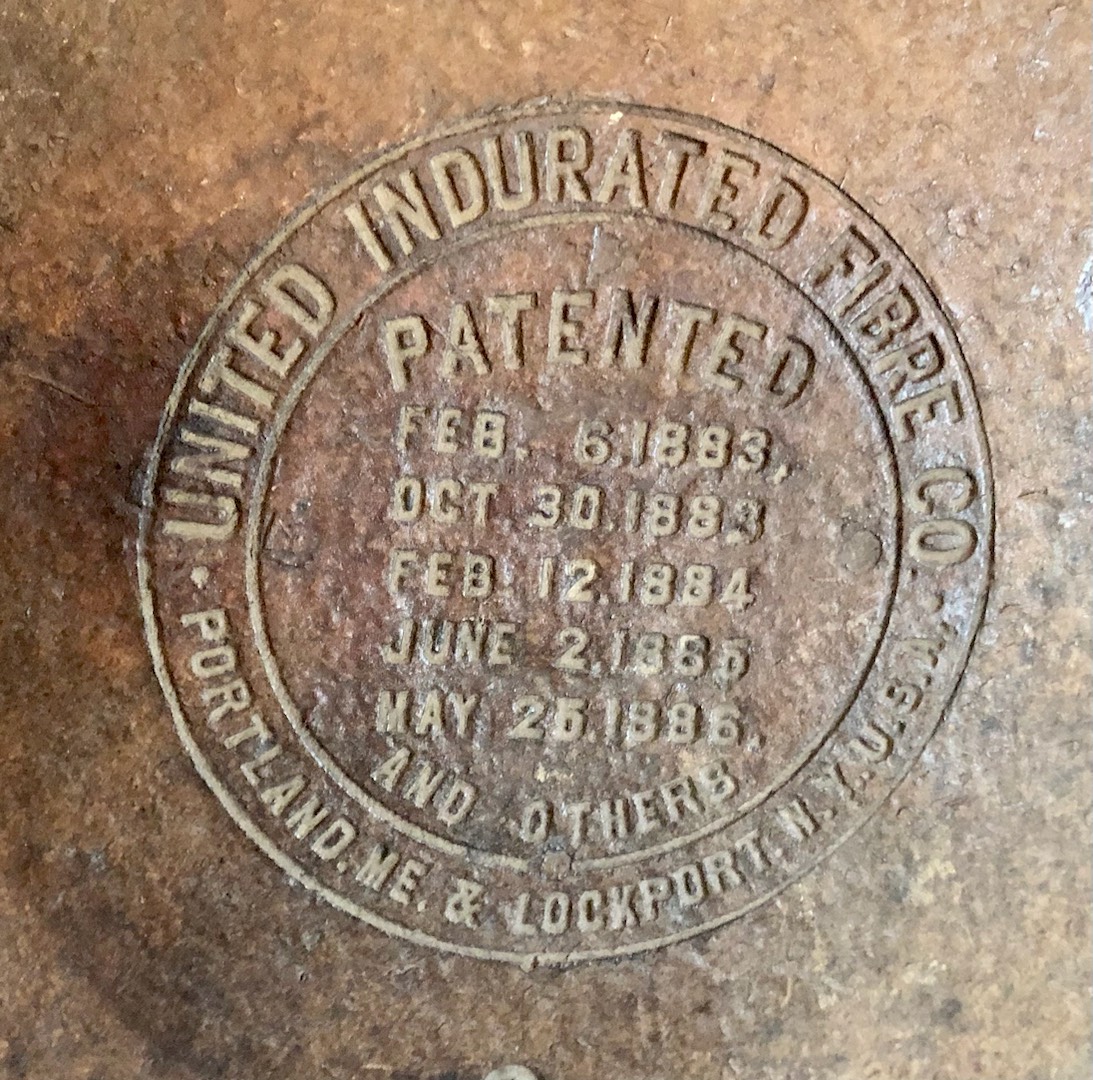 UNITED INDURATED FIBRE CO.
PATENTED
FEB. 6.1883,
OCT 30.1883
FEB 12.1884
JUNE 2.1885
MAY 25.1886.
AND OTHERS
PORTLAND.ME. & LOCKPORT. N.Y.U.S.A.